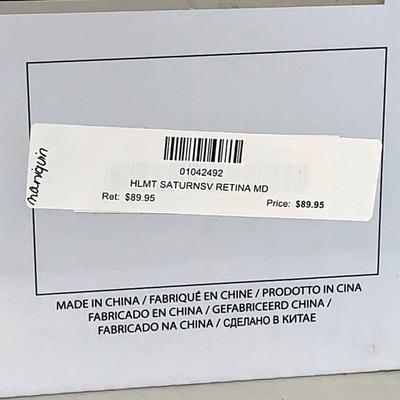 maniquin
01042492
HLMT SATURNSV RETINA MD
Ret: $89.95 Price: $89.95
MADE IN CHINA / FABRIQUÉ EN CHINE / PRODOTTO IN CINA
FABRICADO EN CHINA / GEFABRICEERD CHINA /
FABRICADO NA CHINA / СДЕЛАНО В КИТАЕ